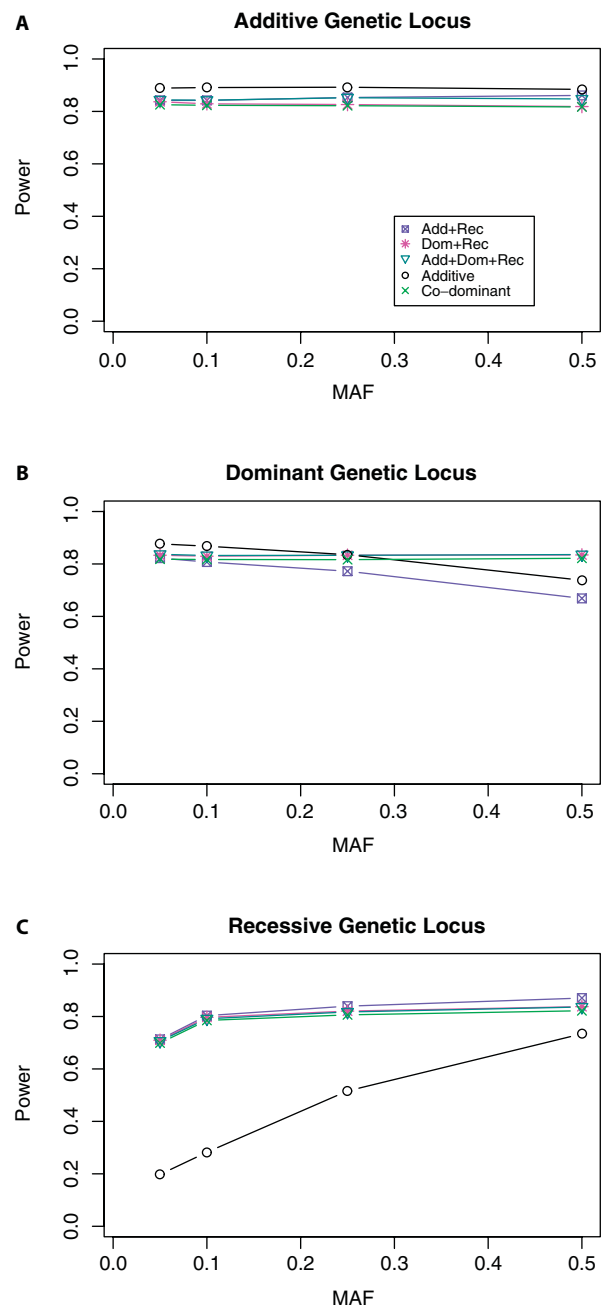 A
Additive Genetic Locus
1.0
0.8
0.6
0.4
0.2
0.0
Power
Add+Rec
Dom+Rec
Add+Dom+Rec
Additive
Co−dominant
0.0 0.1 0.2 0.3 0.4 0.5
MAF
B
Dominant Genetic Locus
1.0
0.8
0.6
0.4
0.2
0.0
Power
0.0 0.1 0.2 0.3 0.4 0.5
MAF
C
Recessive Genetic Locus
1.0
0.8
0.6
0.4
0.2
0.0
Power
0.0 0.1 0.2 0.3 0.4 0.5
MAF